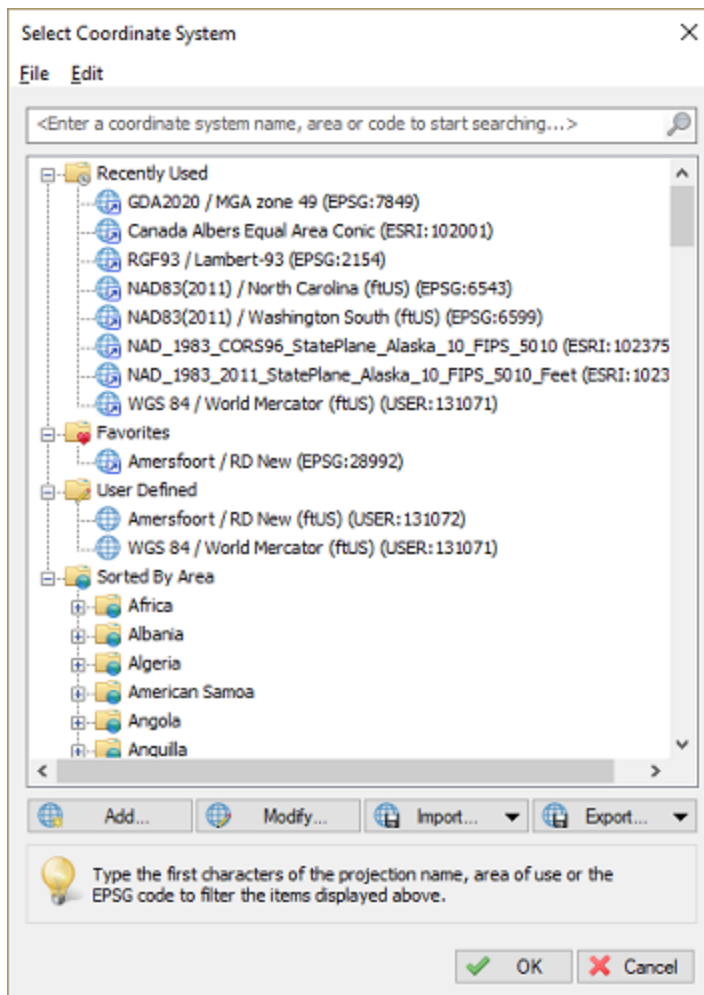 Select Coordinate System
File Edit
<Enter a coordinate system name, area or code to start searching...>
Recently Used
GDA2020 / MGA zone 49 (EPSG:7849)
Canada Albers Equal Area Conic (ESRI:102001)
RGF93 / Lambert-93 (EPSG:2154)
NAD83(2011) / North Carolina (ftUS) (EPSG:6543)
NAD83(2011) / Washington South (ftUS) (EPSG:6599)
NAD_1983_CORS96_StatePlane_Alaska_10_FIPS_5010 (ESRI:102375
NAD_1983_2011_StatePlane_Alaska_10_FIPS_5010_Feet (ESRI:1023
WGS 84 / World Mercator (ftUS) (USER:131071)
Favorites
Amersfoort / RD New (EPSG:28992)
User Defined
Amersfoort / RD New (ftUS) (USER:131072)
WGS 84 / World Mercator (ftUS) (USER:131071)
Sorted By Area
Africa
Albania
Algeria
American Samoa
Angola
Anguilla
Add... Modify... Import... Export...
Type the first characters of the projection name, area of use or the
EPSG code to filter the items displayed above.
OK Cancel